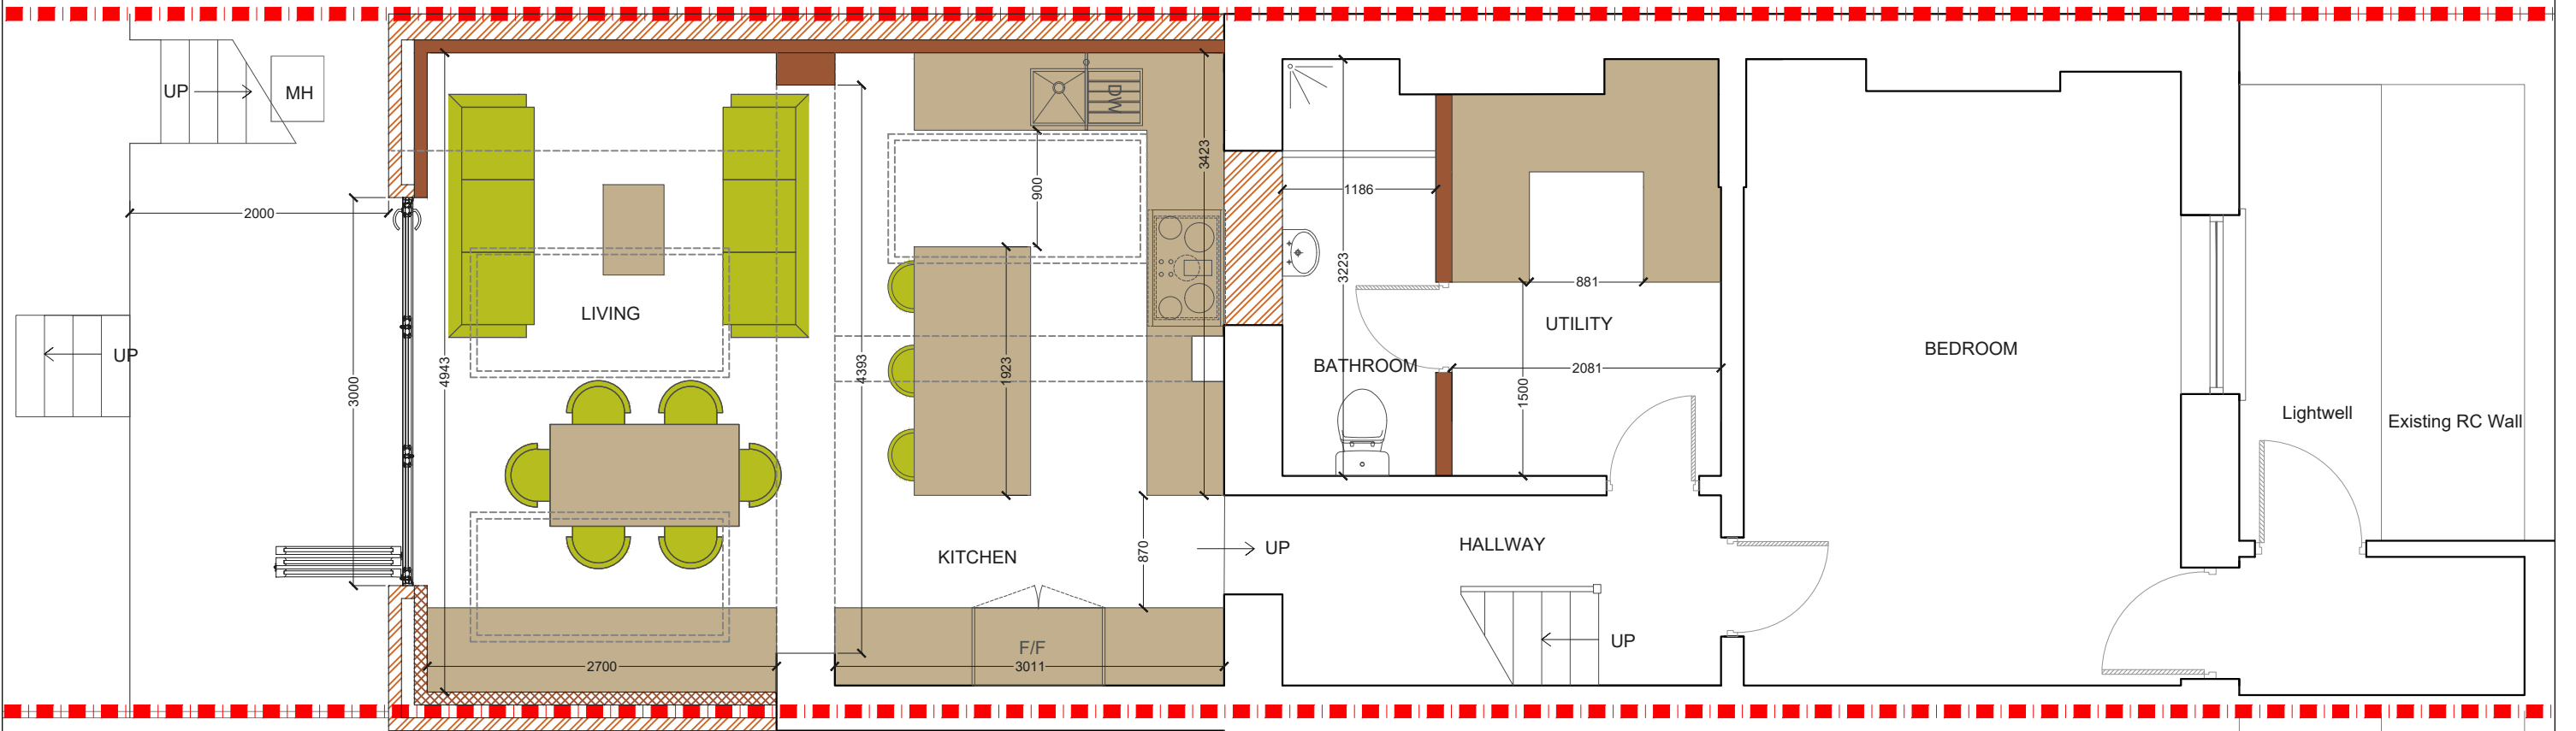 UP
MH
2000
3000
UP
4943
LIVING
2700
4393
DW
900
3423
1923
870
KITCHEN
F/F
3011
UP
1186
3223
BATHROOM
881
UTILITY
2081
1500
HALLWAY
UP
BEDROOM
Lightwell
Existing RC Wall